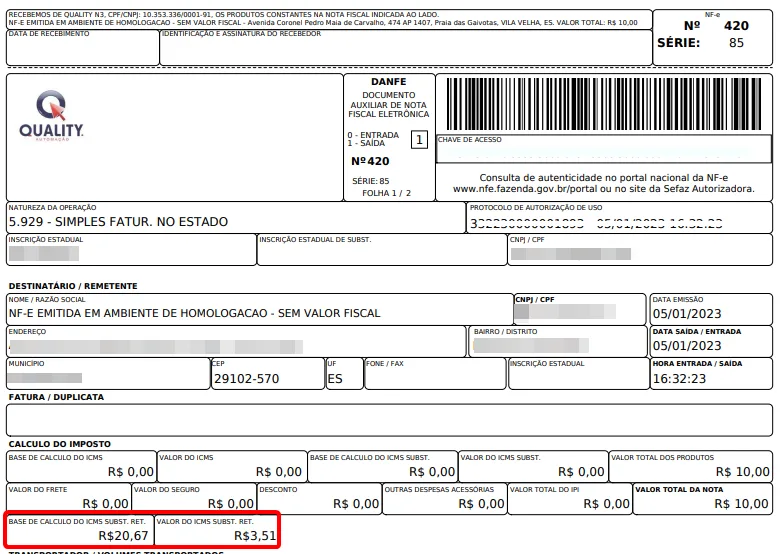 RECEBEMOS DE QUALITY N3, CPF/CNPJ: 10.353.336/0001-91, OS PRODUTOS CONSTANTES NA NOTA FISCAL INDICADA AO LADO.
NF-E EMITIDA EM AMBIENTE DE HOMOLOGACAO - SEM VALOR FISCAL - Avenida Coronel Pedro Maia de Carvalho, 474 AP 1407, Praia das Gaivotas, VILA VELHA, ES. VALOR TOTAL: R$ 10,00
NF-e
Nº 420
SÉRIE: 85
DATA DE RECEBIMENTO
IDENTIFICAÇÃO E ASSINATURA DO RECEBEDOR
QUALITY
AUTOMAÇÃO
DANFE
DOCUMENTO
AUXILIAR DE NOTA
FISCAL ELETRÔNICA
0 - ENTRADA
1 - SAÍDA
1
Nº 420
SÉRIE: 85
FOLHA 1 / 2
CHAVE DE ACESSO
Consulta de autenticidade no portal nacional da NF-e
www.nfe.fazenda.gov.br/portal ou no site da Sefaz Autorizadora.
NATUREZA DA OPERAÇÃO
5.929 - SIMPLES FATUR. NO ESTADO
PROTOCOLO DE AUTORIZAÇÃO DE USO
05/01/2023 16:32:23
INSCRIÇÃO ESTADUAL
INSCRIÇÃO ESTADUAL DE SUBST.
CNPJ / CPF
DESTINATÁRIO / REMETENTE
NOME / RAZÃO SOCIAL
NF-E EMITIDA EM AMBIENTE DE HOMOLOGACAO - SEM VALOR FISCAL
CNPJ / CPF
DATA EMISSÃO
05/01/2023
ENDEREÇO
BAIRRO / DISTRITO
DATA SAÍDA / ENTRADA
05/01/2023
MUNICÍPIO
CEP
29102-570
UF
ES
FONE / FAX
INSCRIÇÃO ESTADUAL
HORA ENTRADA / SAÍDA
16:32:23
FATURA / DUPLICATA
CALCULO DO IMPOSTO
BASE DE CALCULO DO ICMS
R$ 0,00
VALOR DO ICMS
R$ 0,00
BASE DE CALCULO DO ICMS SUBST.
R$ 0,00
VALOR DO ICMS SUBST.
R$ 0,00
VALOR TOTAL DOS PRODUTOS
R$ 10,00
VALOR DO FRETE
R$ 0,00
VALOR DO SEGURO
R$ 0,00
DESCONTO
R$ 0,00
OUTRAS DESPESAS ACESSÓRIAS
R$ 0,00
VALOR TOTAL DO IPI
R$ 0,00
VALOR TOTAL DA NOTA
R$ 10,00
BASE DE CALCULO DO ICMS SUBST. RET.
R$20,67
VALOR DO ICMS SUBST. RET.
R$3,51
TRANSPORTADOR / VOLUMES TRANSPORTADOS